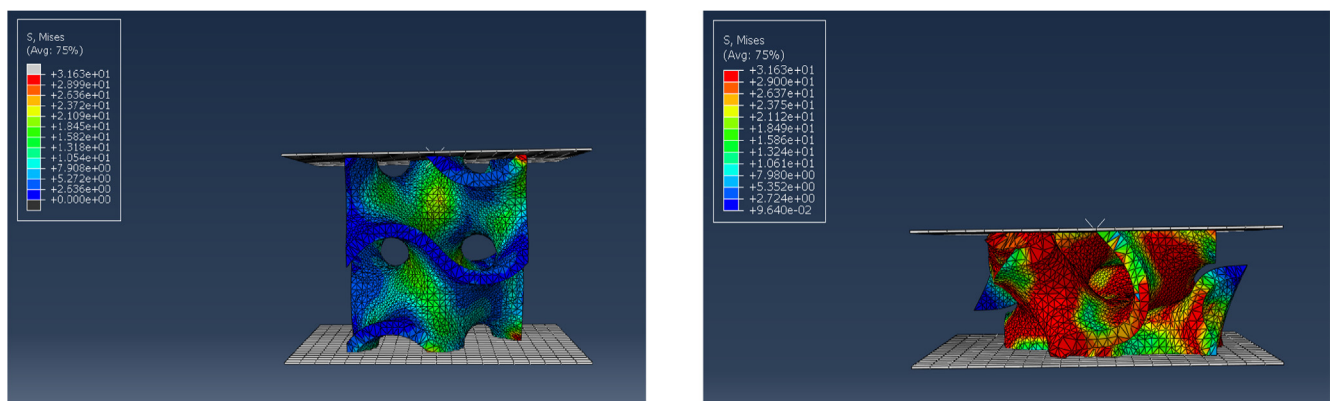 S, Mises
(Avg: 75%)
+3.163e+01
+2.899e+01
+2.636e+01
+2.372e+01
+2.109e+01
+1.845e+01
+1.582e+01
+1.318e+01
+1.054e+01
+7.908e+00
+5.272e+00
+2.636e+00
+0.000e+00
S, Mises
(Avg: 75%)
+3.163e+01
+2.900e+01
+2.637e+01
+2.375e+01
+2.112e+01
+1.849e+01
+1.586e+01
+1.324e+01
+1.061e+01
+7.980e+00
+5.352e+00
+2.724e+00
+9.640e-02